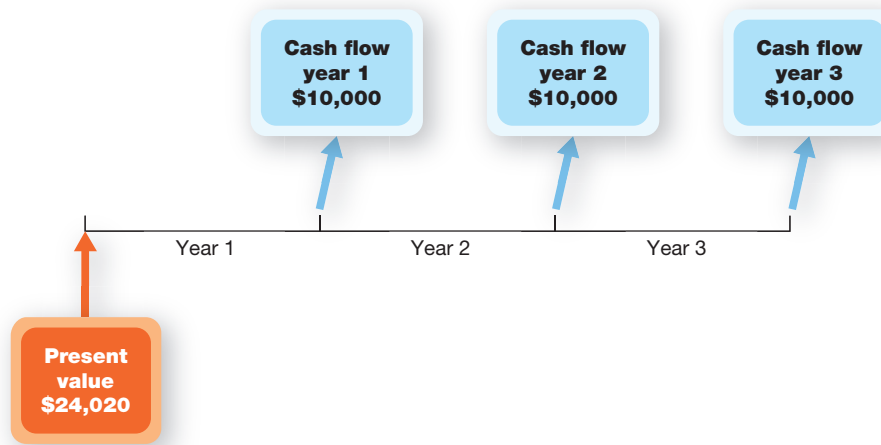 Cash flow
year 1
$10,000
Cash flow
year 2
$10,000
Cash flow
year 3
$10,000
Year 1
Year 2
Year 3
Present
value
$24,020